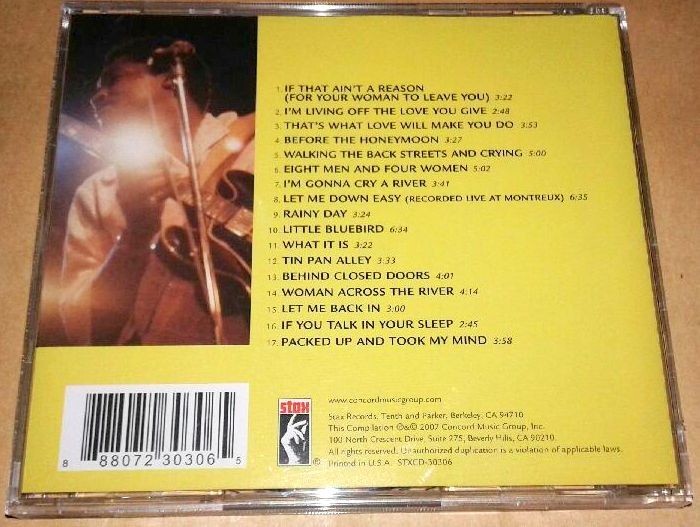 1. IF THAT AIN'T A REASON
(FOR YOUR WOMAN TO LEAVE YOU) 3:22
2. I'M LIVING OFF THE LOVE YOU GIVE 2:48
3. THAT'S WHAT LOVE WILL MAKE YOU DO 3:53
4. BEFORE THE HONEYMOON 3:27
5. WALKING THE BACK STREETS AND CRYING 5:00
6. EIGHT MEN AND FOUR WOMEN 5:02
7. I'M GONNA CRY A RIVER 3:41
8. LET ME DOWN EASY (RECORDED LIVE AT MONTREUX) 6:35
9. RAINY DAY 3:24
10. LITTLE BLUEBIRD 6:34
11. WHAT IT IS 3:22
12. TIN PAN ALLEY 3:33
13. BEHIND CLOSED DOORS 4:01
14. WOMAN ACROSS THE RIVER 4:14
15. LET ME BACK IN 3:00
16. IF YOU TALK IN YOUR SLEEP 2:45
17. PACKED UP AND TOOK MY MIND 3:58
stax
®
www.concordmusicgroup.com
Stax Records, Tenth and Parker, Berkeley, CA 94710
This Compilation ℗&© 2007 Concord Music Group, Inc.
100 North Crescent Drive, Suite 275, Beverly Hills, CA 90210.
All rights reserved. Unauthorized duplication is a violation of applicable laws.
Printed in U.S.A. STXCD-30306
8 88072 30306 5